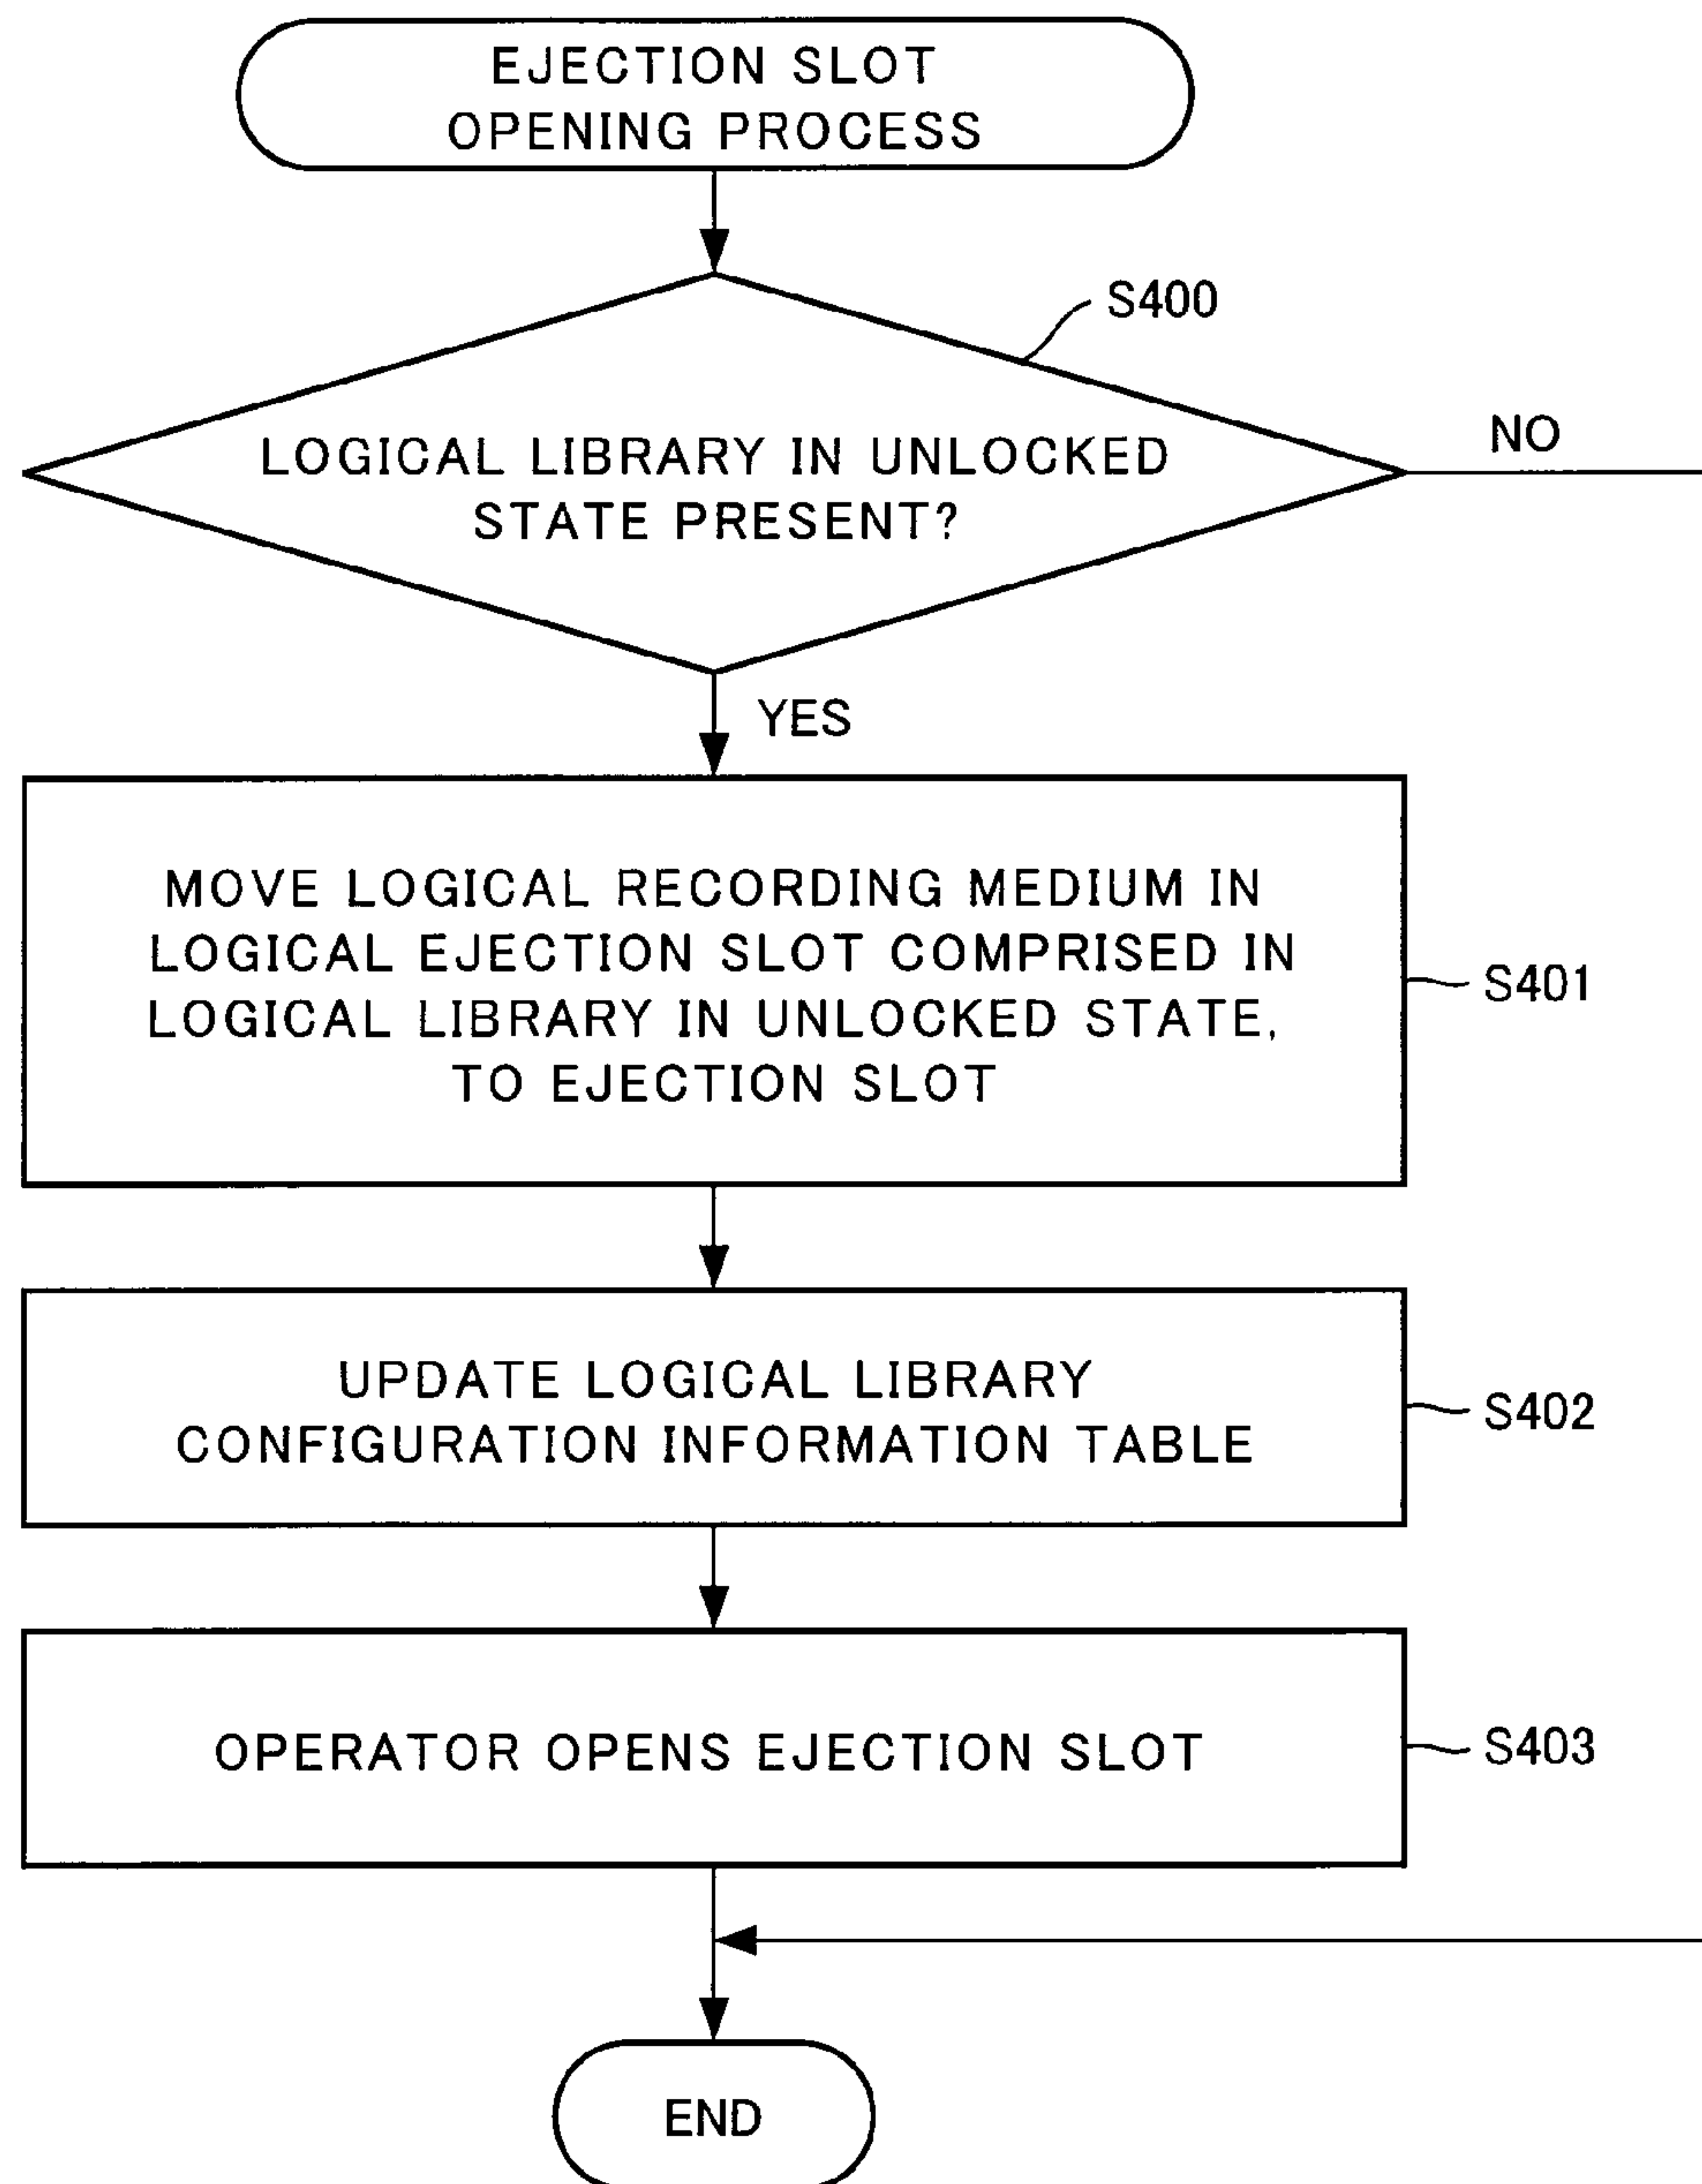 EJECTION SLOT
OPENING PROCESS
S400
LOGICAL LIBRARY IN UNLOCKED
STATE PRESENT?
NO
YES
MOVE LOGICAL RECORDING MEDIUM IN
LOGICAL EJECTION SLOT COMPRISED IN
LOGICAL LIBRARY IN UNLOCKED STATE,
TO EJECTION SLOT
S401
UPDATE LOGICAL LIBRARY
CONFIGURATION INFORMATION TABLE
S402
OPERATOR OPENS EJECTION SLOT
S403
END